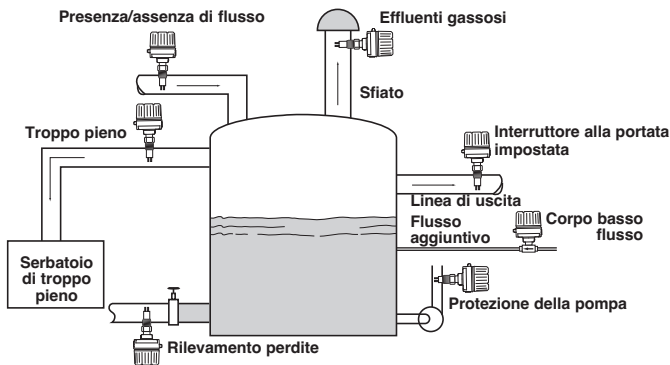 Presenza/assenza di flusso
Effluenti gassosi
Sfiato
Troppo pieno
Interruttore alla portata
impostata
Linea di uscita
Flusso
aggiuntivo
Corpo basso
flusso
Serbatoio
di troppo
pieno
Protezione della pompa
Rilevamento perdite